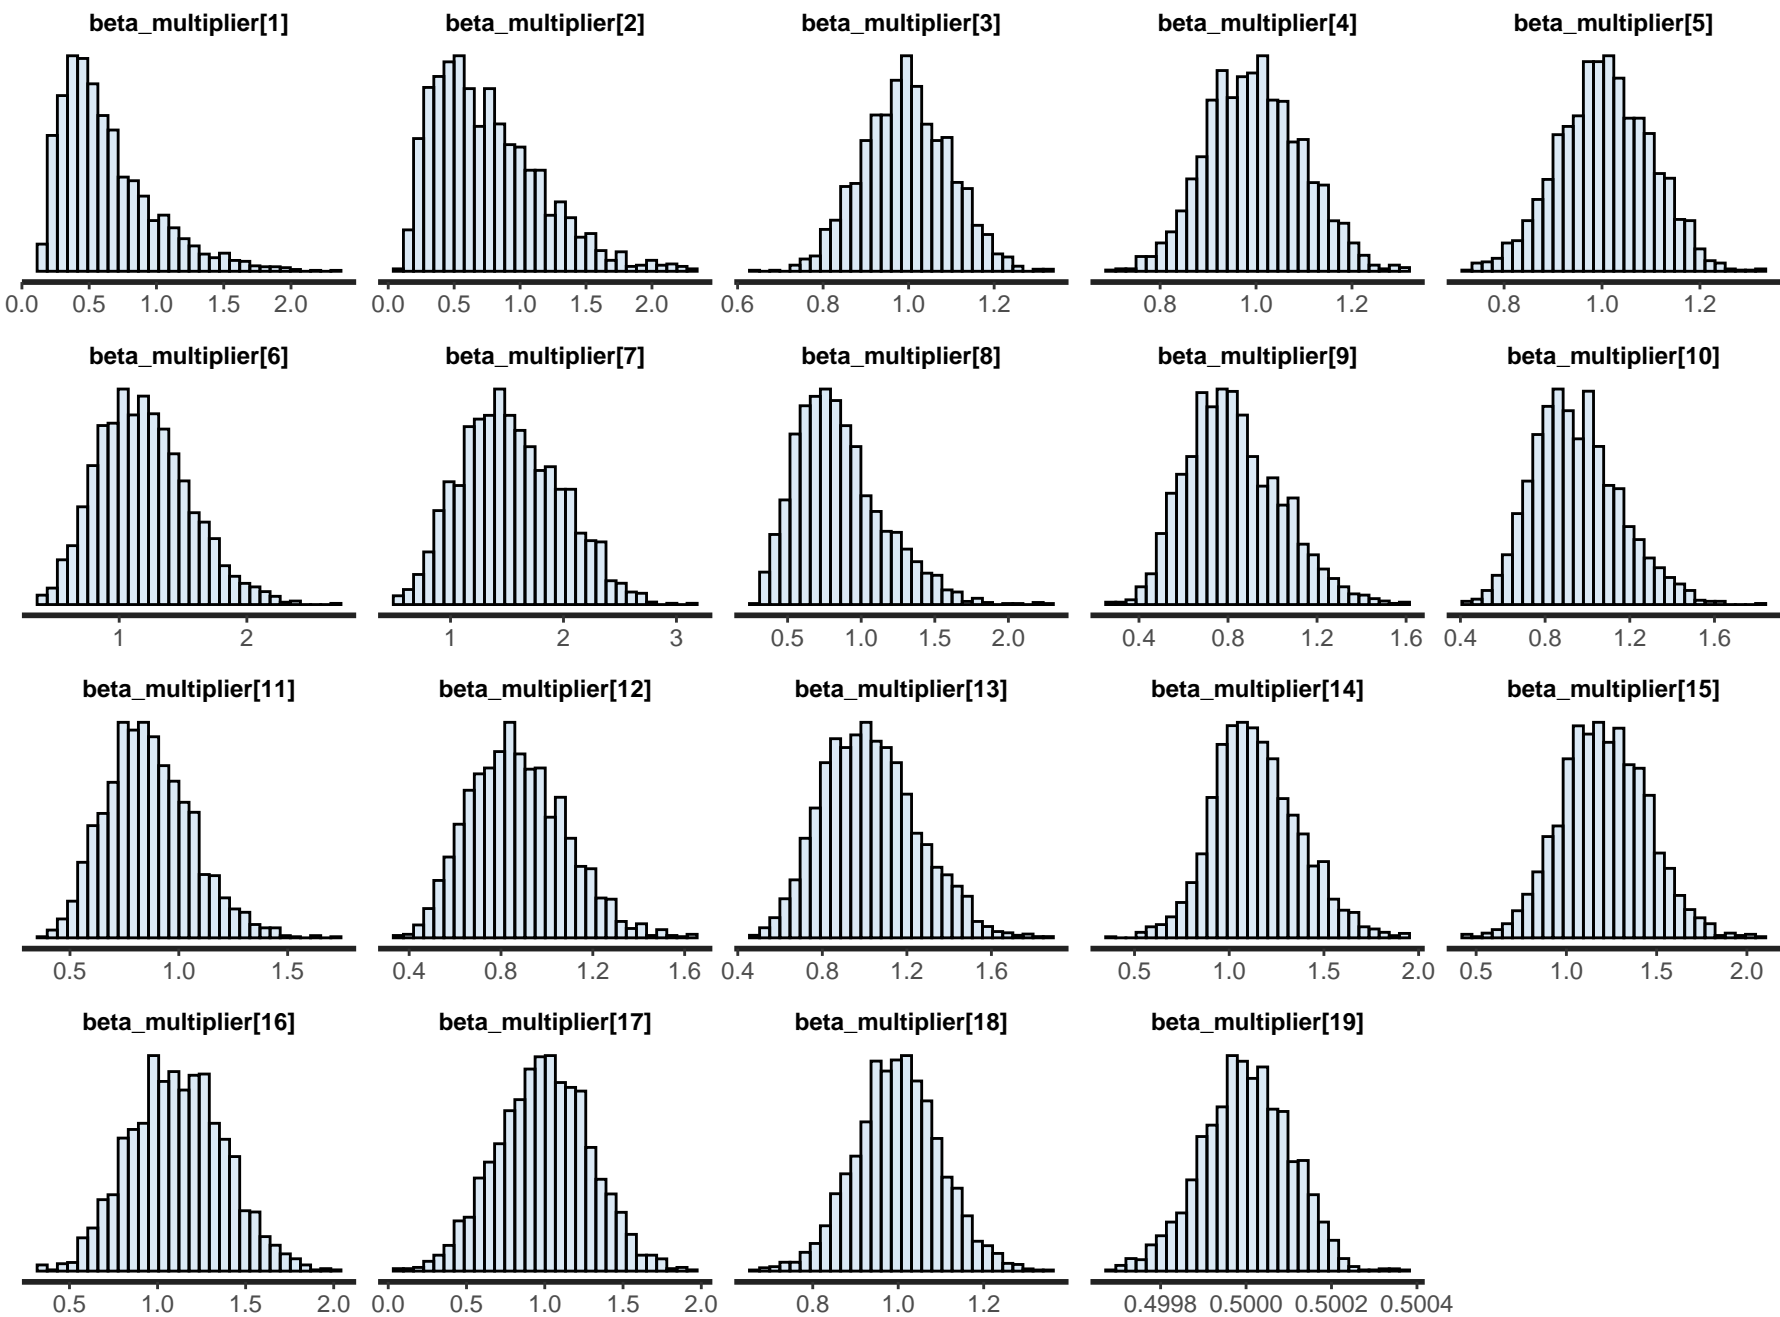 beta_multiplier[1] beta_multiplier[2] beta_multiplier[3] beta_multiplier[4] beta_multiplier[5]
0.0 0.5 1.0 1.5 2.0 0.0 0.5 1.0 1.5 2.0 0.6 0.8 1.0 1.2 0.8 1.0 1.2 0.8 1.0 1.2
beta_multiplier[6] beta_multiplier[7] beta_multiplier[8] beta_multiplier[9] beta_multiplier[10]
1 2 1 2 3 0.5 1.0 1.5 2.0 0.4 0.8 1.2 1.6 0.4 0.8 1.2 1.6
beta_multiplier[11] beta_multiplier[12] beta_multiplier[13] beta_multiplier[14] beta_multiplier[15]
0.5 1.0 1.5 0.4 0.8 1.2 1.6 0.4 0.8 1.2 1.6 0.5 1.0 1.5 2.0 0.5 1.0 1.5 2.0
beta_multiplier[16] beta_multiplier[17] beta_multiplier[18] beta_multiplier[19]
0.5 1.0 1.5 2.0 0.0 0.5 1.0 1.5 2.0 0.8 1.0 1.2 0.4998 0.5000 0.5002 0.5004